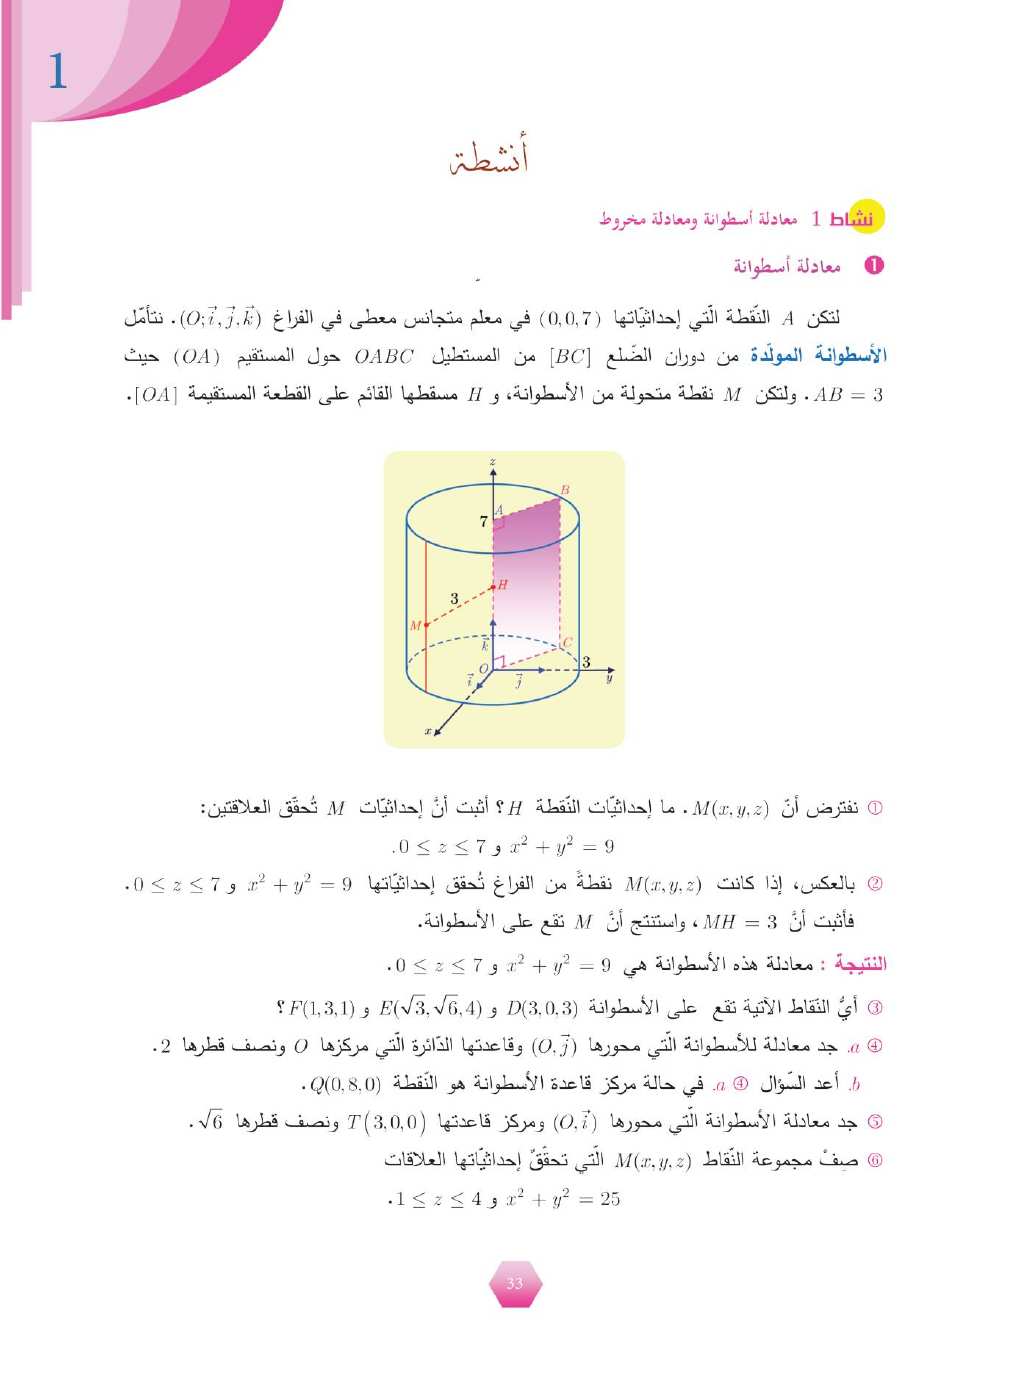 1
أنشطة
نشاط 1 معادلة أسطوانة ومعادلة مخروط
❶ معادلة أسطوانة
لتكن A النّقطة الّتي إحداثيّاتها (0,0,7) في معلم متجانس معطى في الفراغ (O;i⃗,j⃗,k⃗). نتأمّل
الأسطوانة المولّدة من دوران الضّلع [BC] من المستطيل OABC حول المستقيم (OA) حيث
AB = 3. ولتكن M نقطة متحولة من الأسطوانة، و H مسقطها القائم على القطعة المستقيمة [OA].
z
B
A
7
H
3
M
k⃗
C
O
3
i⃗
j⃗
y
x
① نفترض أنّ M(x,y,z). ما إحداثيّات النّقطة H؟ أثبت أنَّ إحداثيّات M تُحقّق العلاقتين:
x² + y² = 9 و 0 ≤ z ≤ 7.
② بالعكس، إذا كانت M(x,y,z) نقطةً من الفراغ تُحقق إحداثيّاتها x² + y² = 9 و 0 ≤ z ≤ 7.
فأثبت أنَّ MH = 3، واستنتج أنَّ M تقع على الأسطوانة.
النتيجة : معادلة هذه الأسطوانة هي x² + y² = 9 و 0 ≤ z ≤ 7.
③ أيُّ النّقاط الآتية تقع على الأسطوانة D(3,0,3) و E(√3,√6,4) و F(1,3,1)؟
④ a. جد معادلة للأسطوانة الّتي محورها (O,j⃗) وقاعدتها الدّائرة الّتي مركزها O ونصف قطرها 2.
b. أعد السّؤال ④ a. في حالة مركز قاعدة الأسطوانة هو النّقطة Q(0,8,0).
⑤ جد معادلة الأسطوانة الّتي محورها (O,i⃗) ومركز قاعدتها T(3,0,0) ونصف قطرها √6.
⑥ صِفْ مجموعة النّقاط M(x,y,z) الّتي تحقّقُ إحداثيّاتها العلاقات
x² + y² = 25 و 1 ≤ z ≤ 4.
33